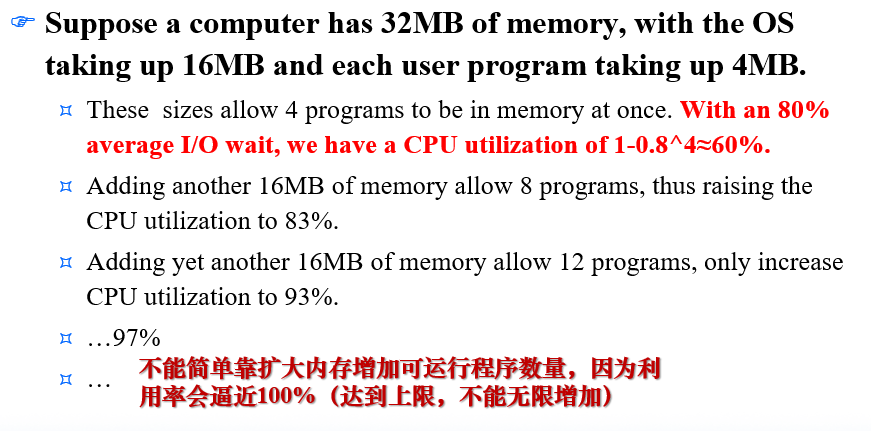 Suppose a computer has 32MB of memory, with the OS
taking up 16MB and each user program taking up 4MB.
These sizes allow 4 programs to be in memory at once. With an 80%
average I/O wait, we have a CPU utilization of 1-0.8^4≈60%.
Adding another 16MB of memory allow 8 programs, thus raising the
CPU utilization to 83%.
Adding yet another 16MB of memory allow 12 programs, only increase
CPU utilization to 93%.
…97%
…
不能简单靠扩大内存增加可运行程序数量，因为利
用率会逼近100%（达到上限，不能无限增加）